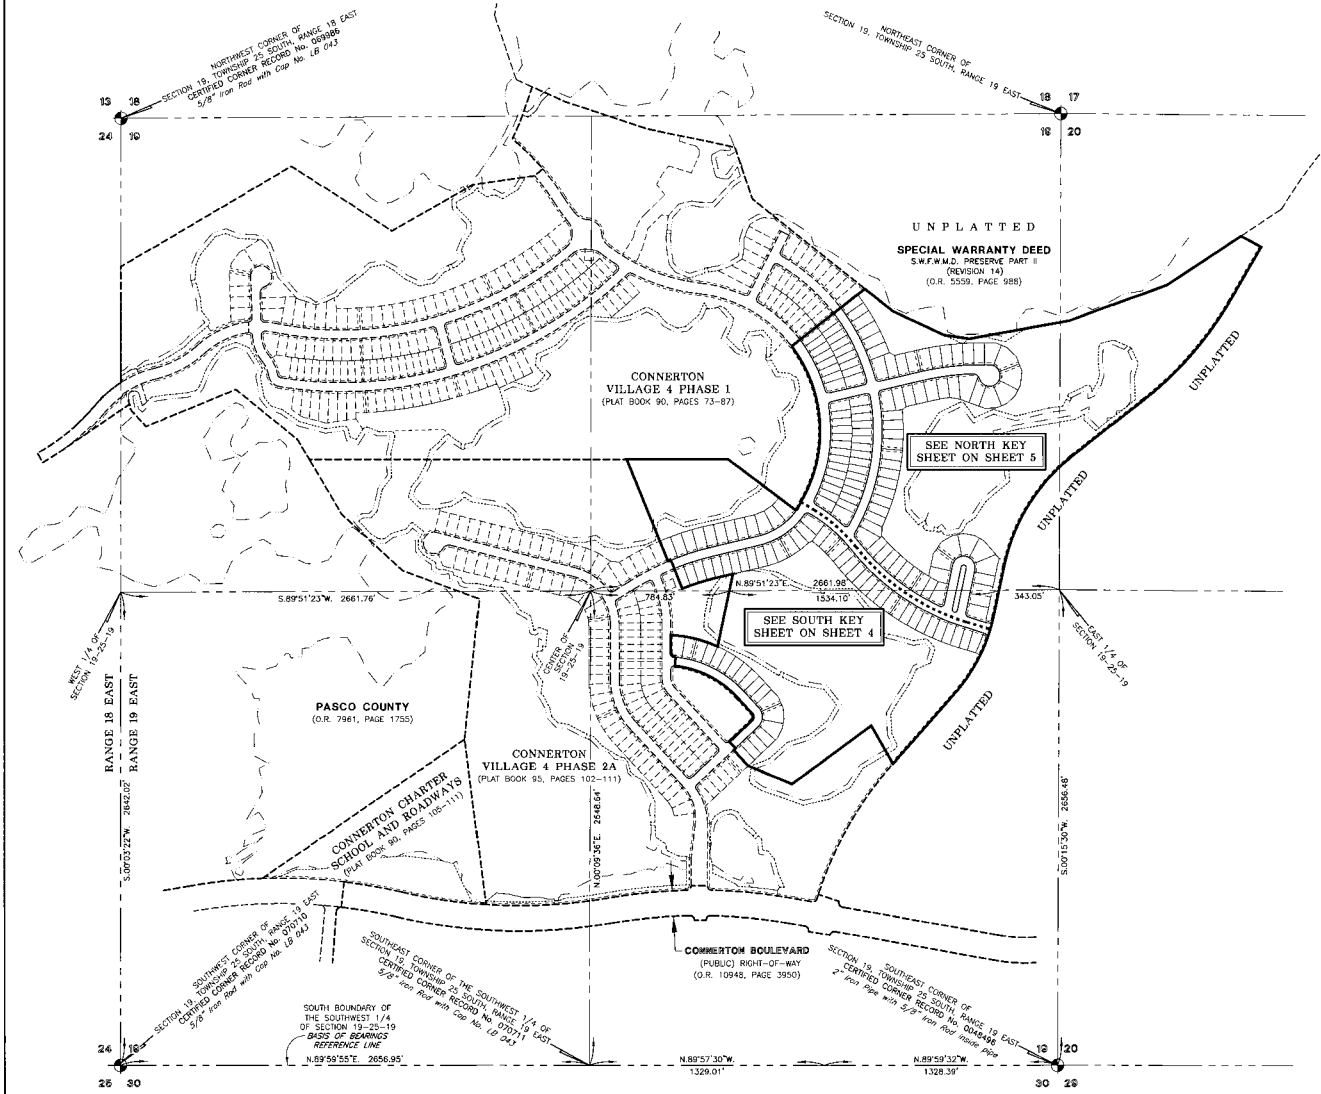 NORTHWEST CORNER OF
SECTION 19, TOWNSHIP 25 SOUTH, RANGE 18 EAST
CERTIFIED CORNER RECORD No. 069986
5/8" Iron Rod with Cap No. LB 043
NORTHEAST CORNER OF
SECTION 19, TOWNSHIP 25 SOUTH, RANGE 19 EAST
13 18
24 19
18 17
19 20
UNPLATTED
SPECIAL WARRANTY DEED
S.W.F.W.M.D. PRESERVE PART II
(REVISION 14)
(O.R. 5559, PAGE 988)
UNPLATTED
CONNERTON
VILLAGE 4 PHASE 1
(PLAT BOOK 90, PAGES 73-87)
SEE NORTH KEY
SHEET ON SHEET 5
UNPLATTED
S.89°51'23"W. 2661.76'
784.83'
N.89°51'23"E. 2661.98'
1534.10'
343.05'
SEE SOUTH KEY
SHEET ON SHEET 4
WEST 1/4 OF
SECTION 19-25-19
CENTER OF
SECTION
19-25-19
EAST 1/4 OF
SECTION
19-25-19
RANGE 18 EAST
RANGE 19 EAST
PASCO COUNTY
(O.R. 7961, PAGE 1755)
UNPLATTED
CONNERTON
VILLAGE 4 PHASE 2A
(PLAT BOOK 95, PAGES 102-111)
CONNERTON CHARTER
SCHOOL AND ROADWAYS
(PLAT BOOK 90, PAGES 105-111)
S.00°03'22"W. 2642.02'
N.00°09'36"E. 2648.64'
S.00°15'30"W. 2656.48'
CONNERTON BOULEVARD
(PUBLIC) RIGHT-OF-WAY
(O.R. 10948, PAGE 3950)
SOUTHWEST CORNER OF
SECTION 19, TOWNSHIP 25 SOUTH, RANGE 19 EAST
CERTIFIED CORNER RECORD No. 070710
5/8" Iron Rod with Cap No. LB 043
SOUTHEAST CORNER OF THE SOUTHWEST 1/4 OF
SECTION 19, TOWNSHIP 25 SOUTH, RANGE 19 EAST
CERTIFIED CORNER RECORD No. 070711
5/8" Iron Rod with Cap No. LB 043
SOUTHEAST CORNER OF
SECTION 19, TOWNSHIP 25 SOUTH, RANGE 19 EAST
CERTIFIED CORNER RECORD No. 0048496
2" Iron Pipe with 5/8" Iron Rod inside pipe
SOUTH BOUNDARY OF
THE SOUTHWEST 1/4
OF SECTION 19-25-19
BASIS OF BEARINGS
REFERENCE LINE
N.89°59'55"E. 2656.95'
N.89°57'30"W.
1329.01'
N.89°59'32"W.
1328.39'
24 19
25 30
19 20
30 29